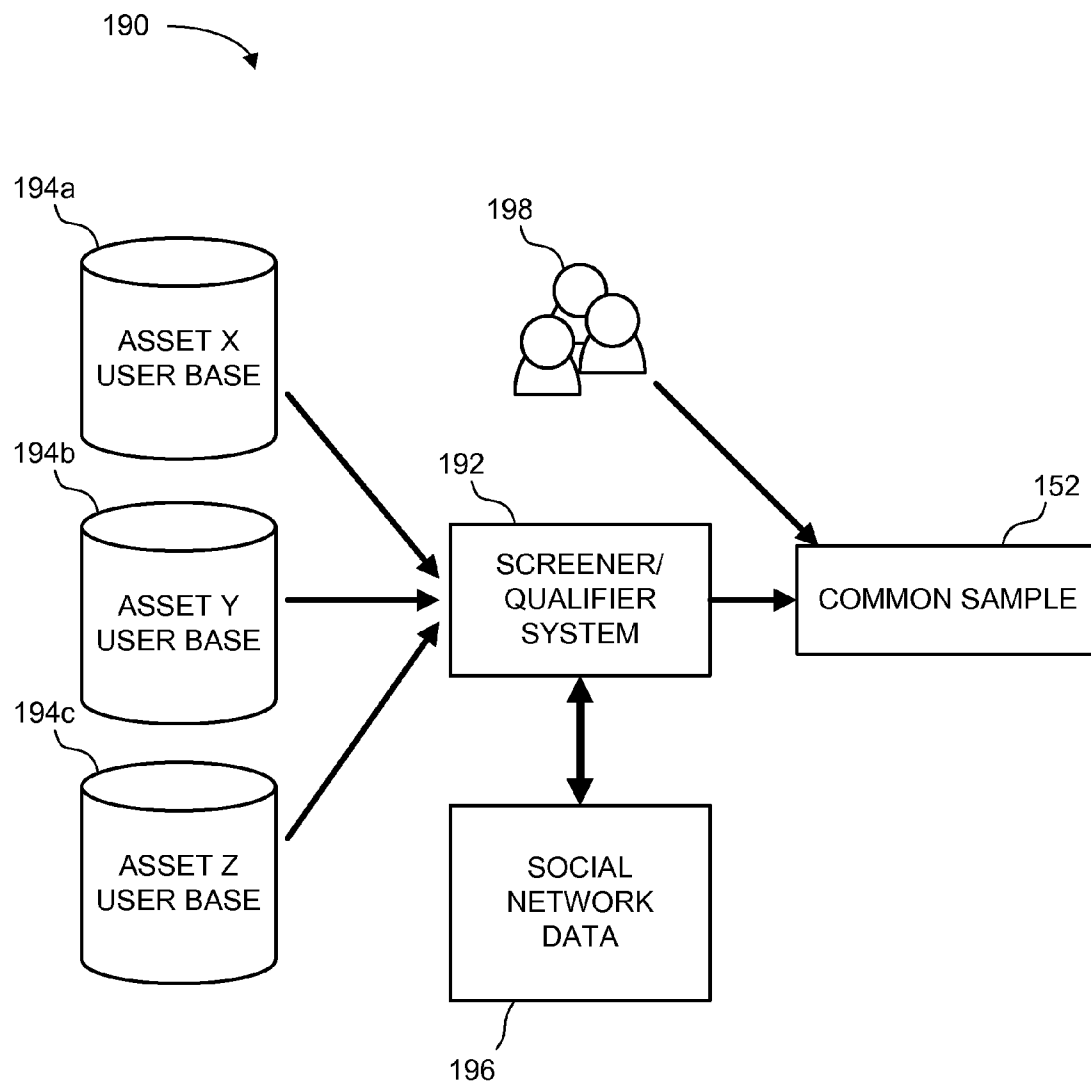 190
194a
ASSET X
USER BASE
198
194b
ASSET Y
USER BASE
192
SCREENER/
QUALIFIER
SYSTEM
152
COMMON SAMPLE
194c
ASSET Z
USER BASE
SOCIAL
NETWORK
DATA
196